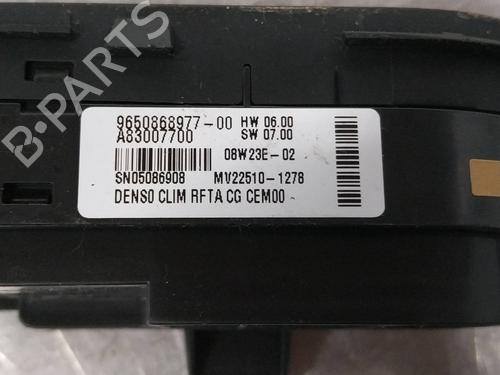 9650868977-00 HW 06.00
A83007700 SW 07.00
08W23E-02
SN05086908 MV22510-1278
DENSO CLIM RFTA CG CEM00
B-PARTS